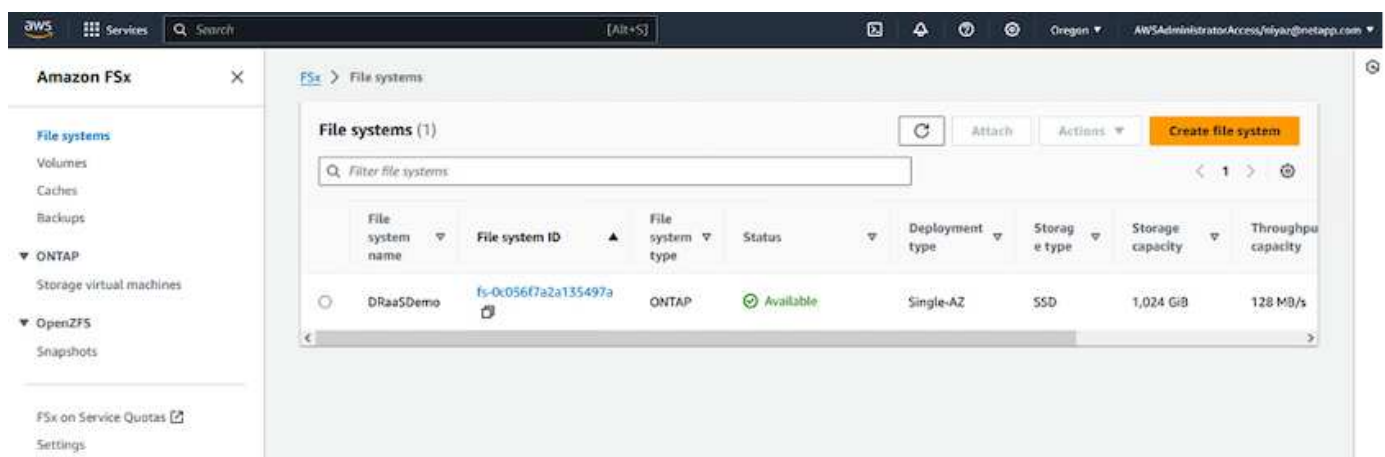 aws Services Search [Alt+S] Oregon ▼ AWSAdministratorAccess/niyaz@netapp.com ▼
Amazon FSx
File systems
Volumes
Caches
Backups
▼ ONTAP
Storage virtual machines
▼ OpenZFS
Snapshots
FSx on Service Quotas
Settings
FSx > File systems
File systems (1)
Attach
Actions ▼
Create file system
Filter file systems
< 1 >
File
system
name
File system ID
File
system
type
Status
Deployment
type
Storag
e type
Storage
capacity
Throughpu
capacity
DRaaSDemo
fs-0c056f7a2a135497a
ONTAP
Available
Single-AZ
SSD
1,024 GiB
128 MB/s